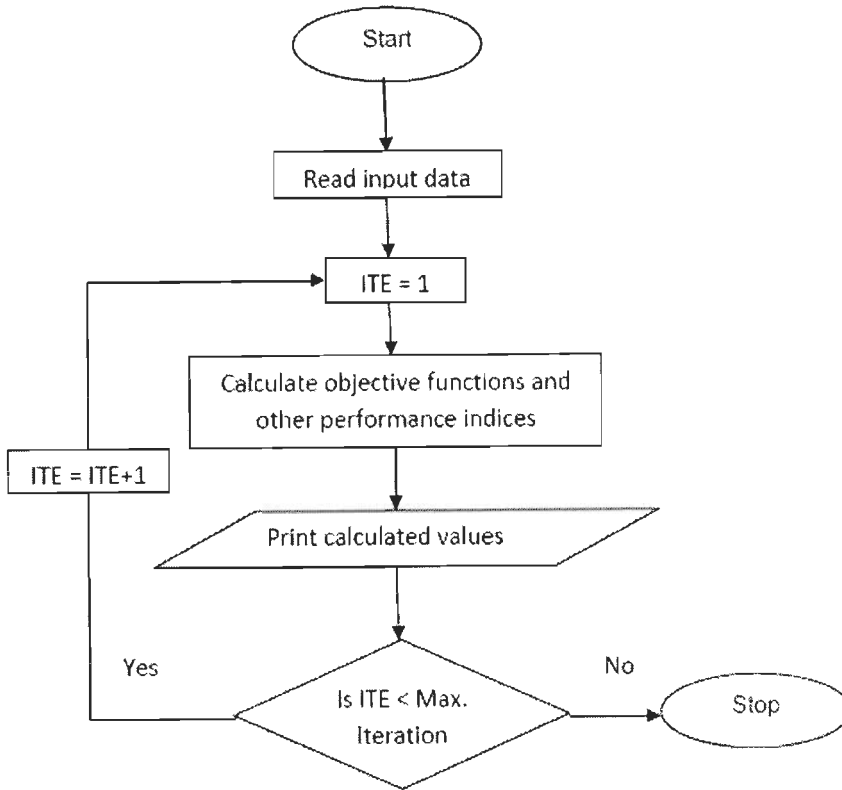 Start
Read input data
ITE = 1
Calculate objective functions and
other performance indices
ITE = ITE+1
Print calculated values
Yes
No
Is ITE < Max.
Iteration
Stop